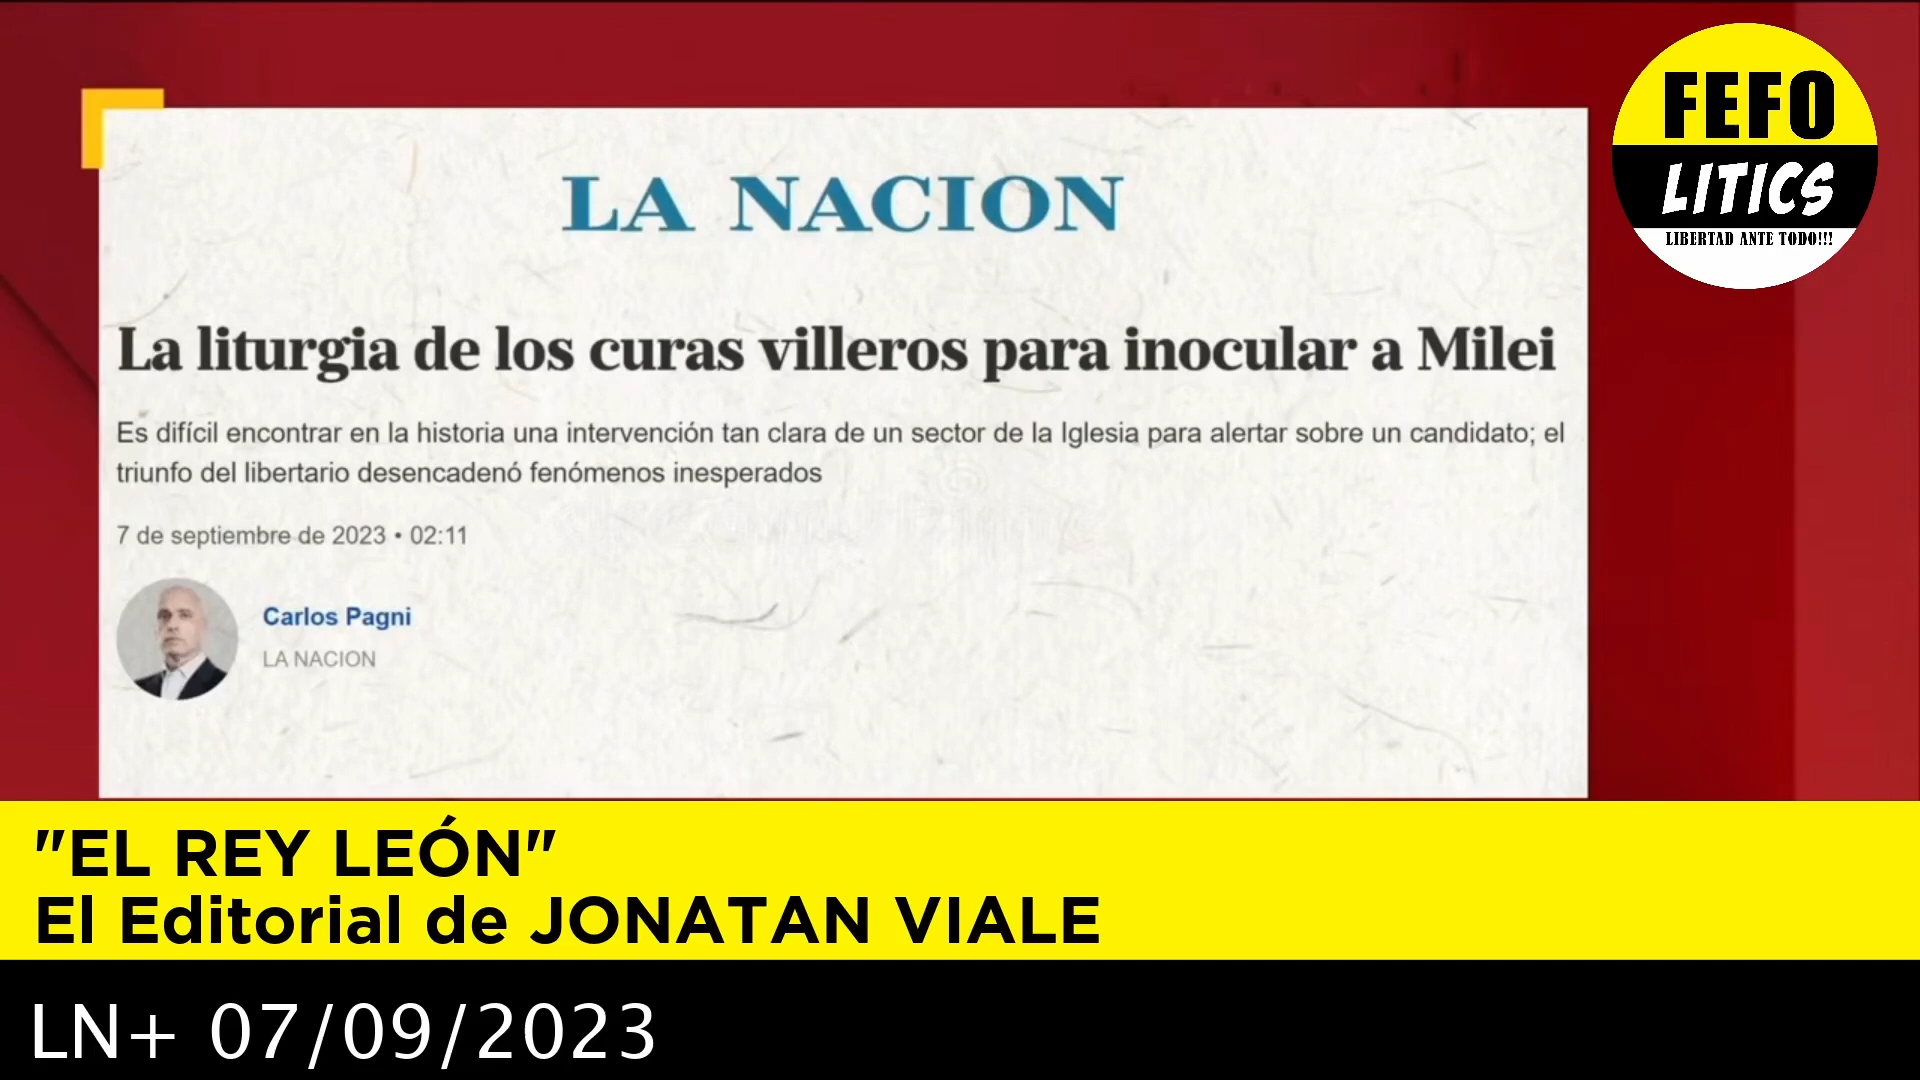 FEFO
LITICS
LIBERTAD ANTE TODO!!!
LA NACION
La liturgia de los curas villeros para inocular a Milei
Es difícil encontrar en la historia una intervención tan clara de un sector de la Iglesia para alertar sobre un candidato; el
triunfo del libertario desencadenó fenómenos inesperados
7 de septiembre de 2023 • 02:11
Carlos Pagni
LA NACION
"EL REY LEÓN"
El Editorial de JONATAN VIALE
LN+ 07/09/2023